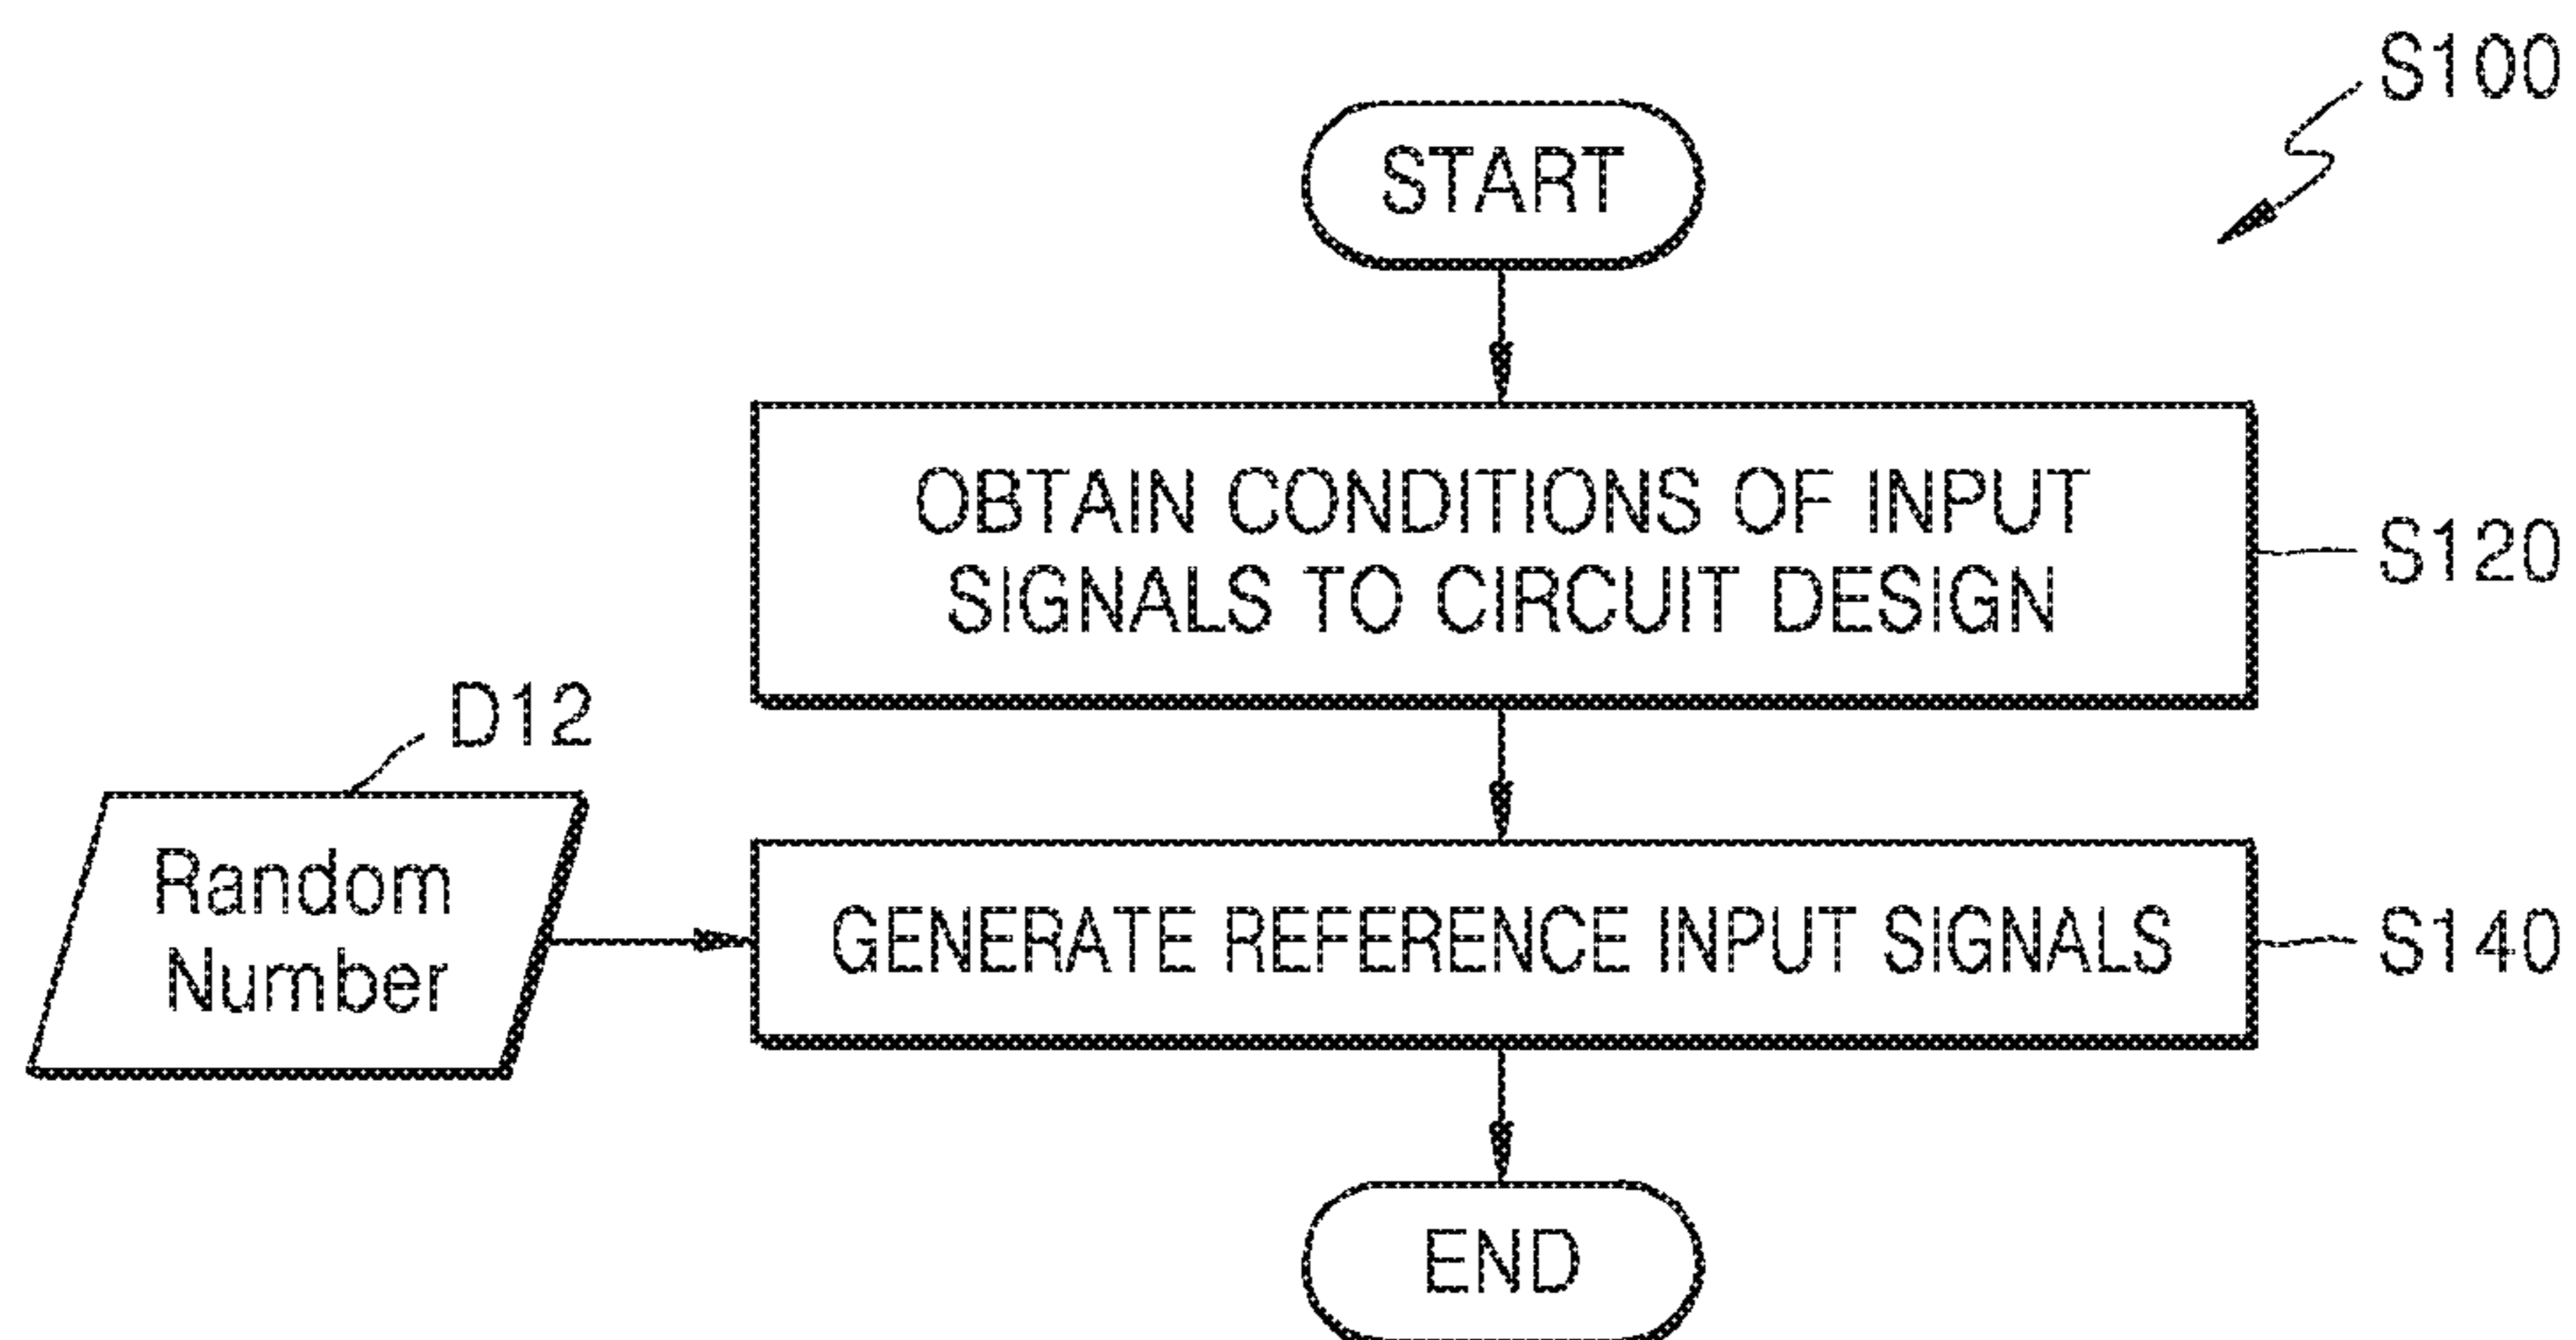 S100
START
OBTAIN CONDITIONS OF INPUT
SIGNALS TO CIRCUIT DESIGN
S120
D12
Random
Number
GENERATE REFERENCE INPUT SIGNALS
S140
END